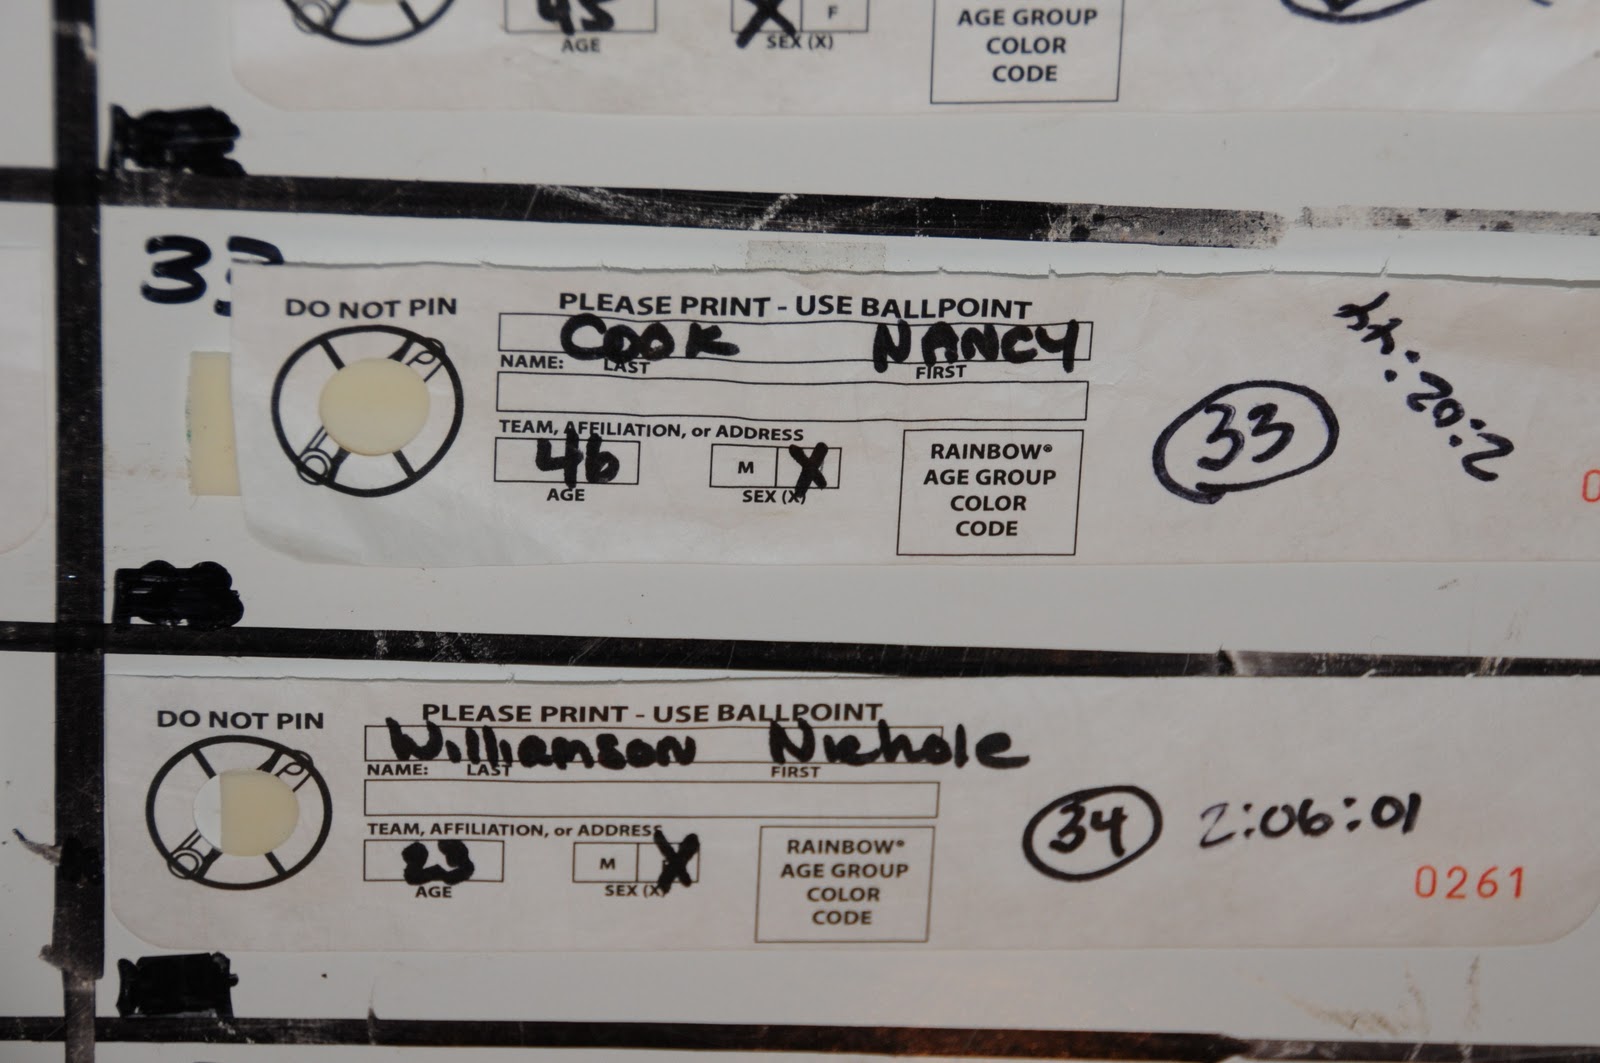 45 X F
AGE SEX (X)
AGE GROUP
COLOR
CODE
33
DO NOT PIN
PLEASE PRINT - USE BALLPOINT
COOK NANCY
NAME: LAST FIRST
TEAM, AFFILIATION, or ADDRESS
46 M X
AGE SEX (X)
RAINBOW®
AGE GROUP
COLOR
CODE
33
DO NOT PIN
PLEASE PRINT - USE BALLPOINT
Williamson Nichole
NAME: LAST FIRST
TEAM, AFFILIATION, or ADDRESS
23 M X
AGE SEX (X)
RAINBOW®
AGE GROUP
COLOR
CODE
34 2:06:01
0261